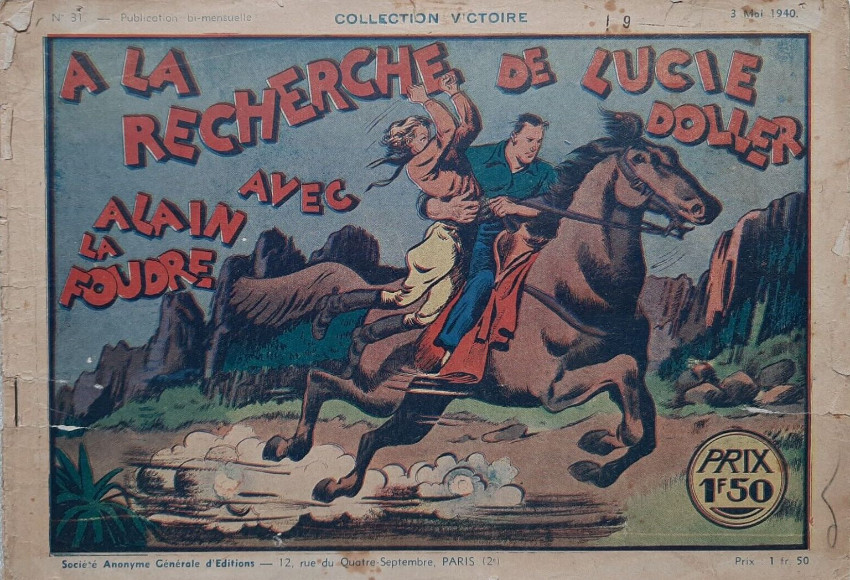 N° 31. — Publication bi-mensuelle COLLECTION VICTOIRE 19 3 Mai 1940.
A LA RECHERCHE DE LUCIE DOLLER
AVEC
ALAIN
LA
FOUDRE
PRIX
1F50
Société Anonyme Générale d'Editions — 12, rue du Quatre-Septembre, PARIS (2e) Prix : 1 fr. 50